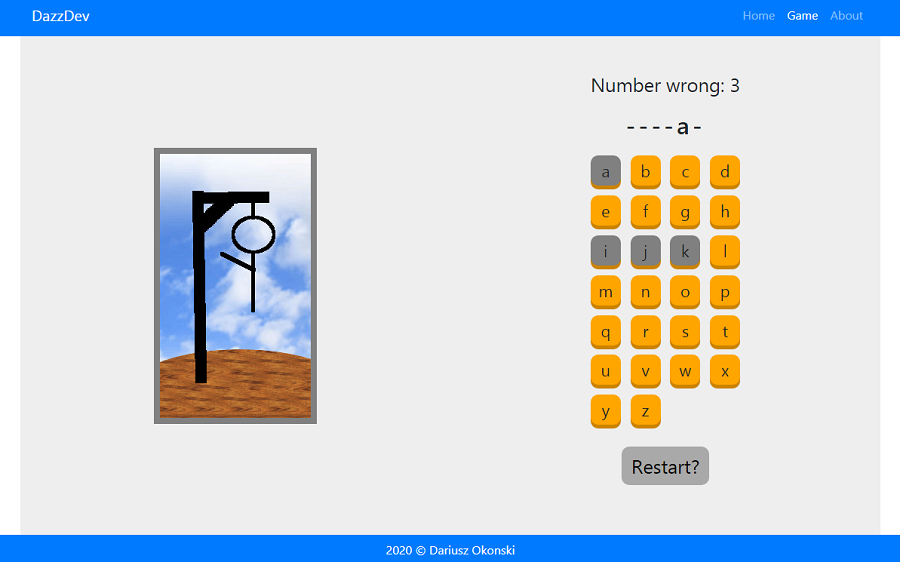 DazzDev Home Game About
Number wrong: 3
----a-
a b c d
e f g h
i j k l
m n o p
q r s t
u v w x
y z
Restart?
2020 © Dariusz Okonski